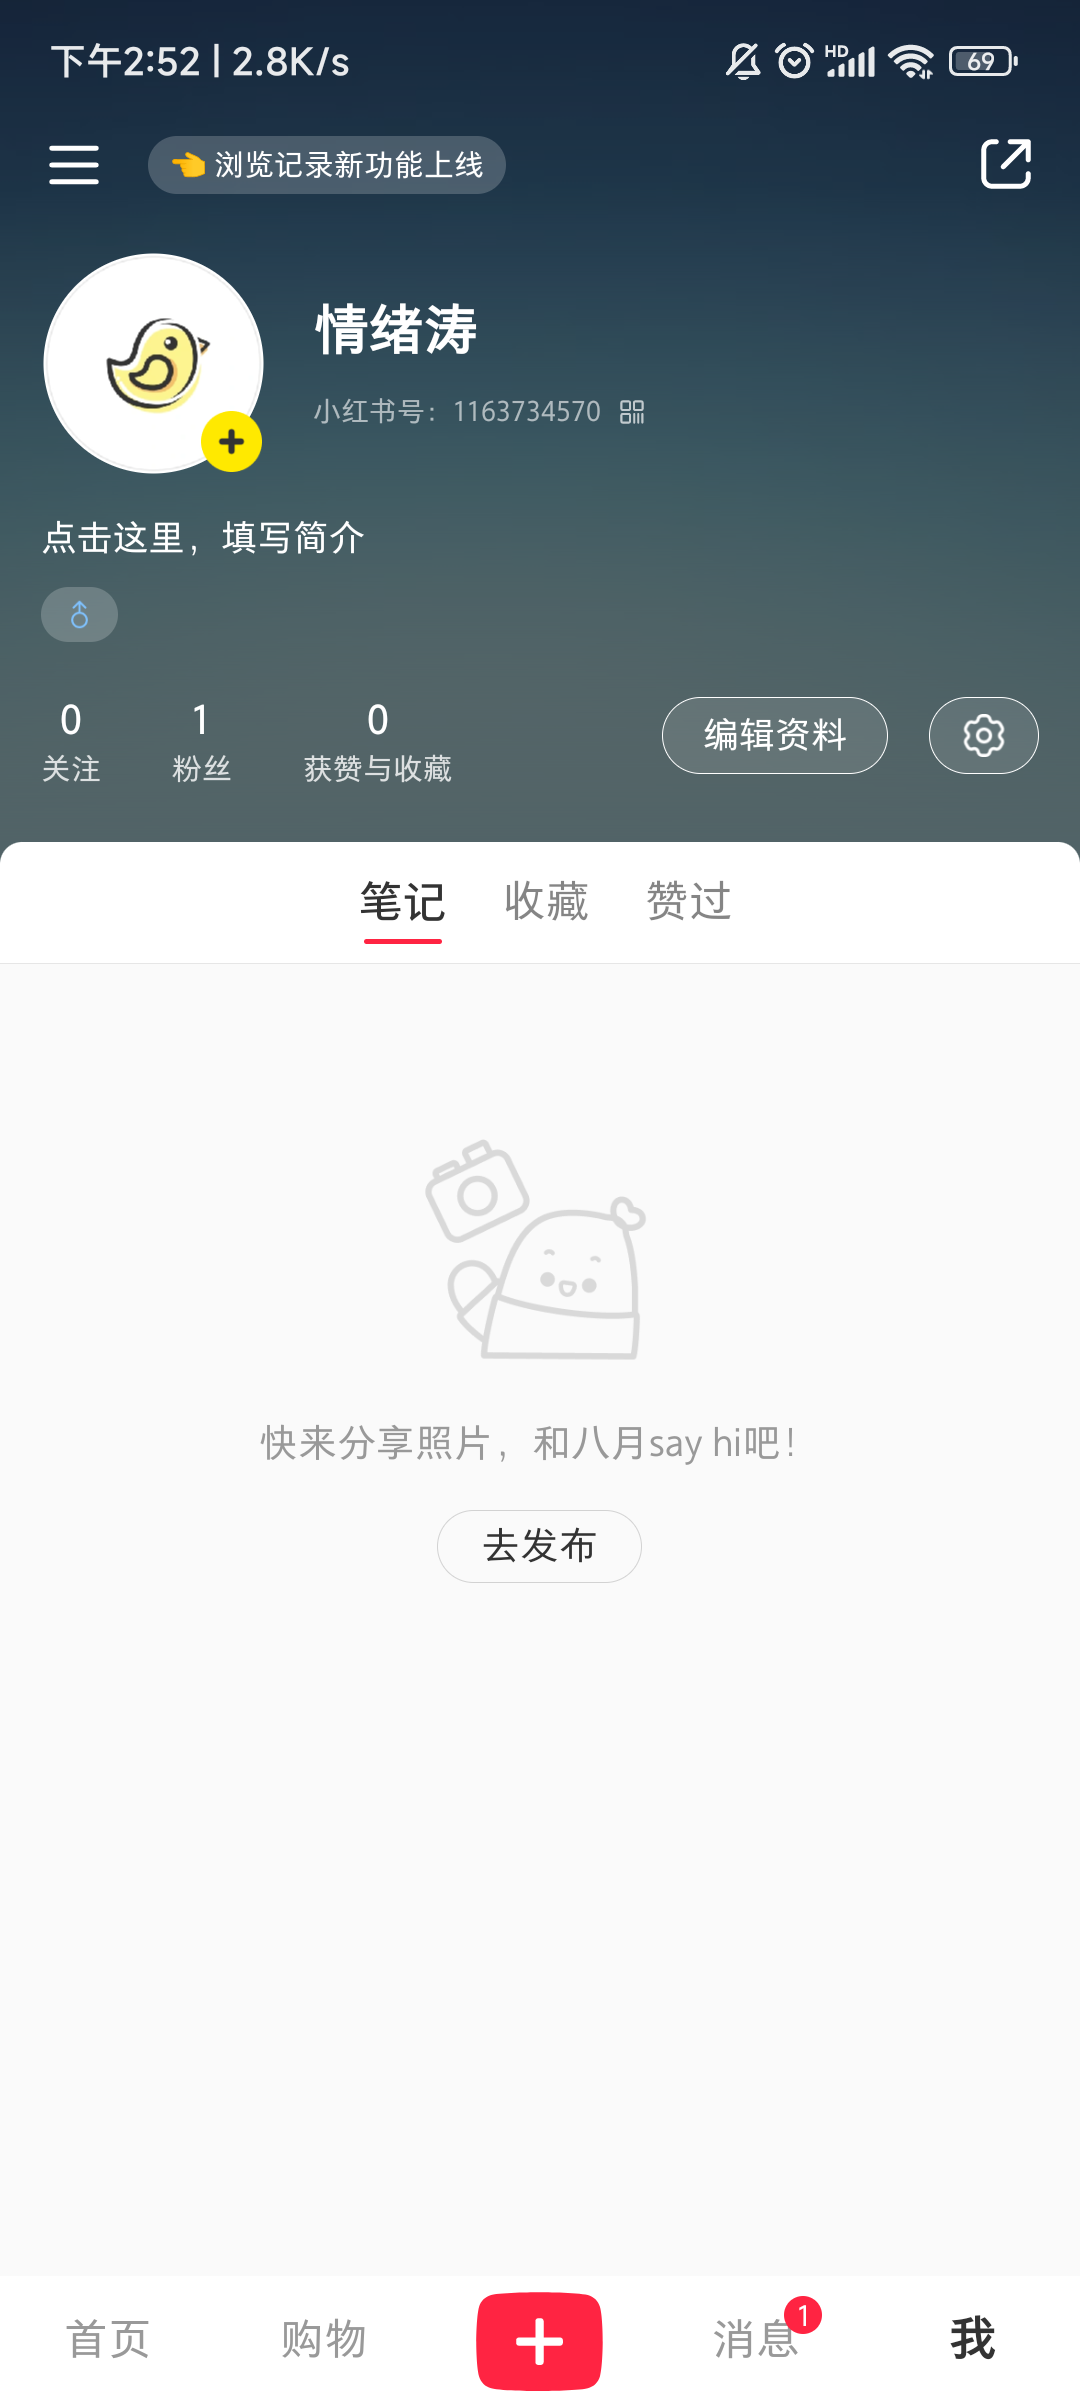 下午2:52 | 2.8K/s
HD
69
浏览记录新功能上线
情绪涛
小红书号：1163734570
点击这里，填写简介
0 1 0
关注 粉丝 获赞与收藏
编辑资料
笔记 收藏 赞过
快来分享照片，和八月say hi吧！
去发布
首页 购物 消息 1 我